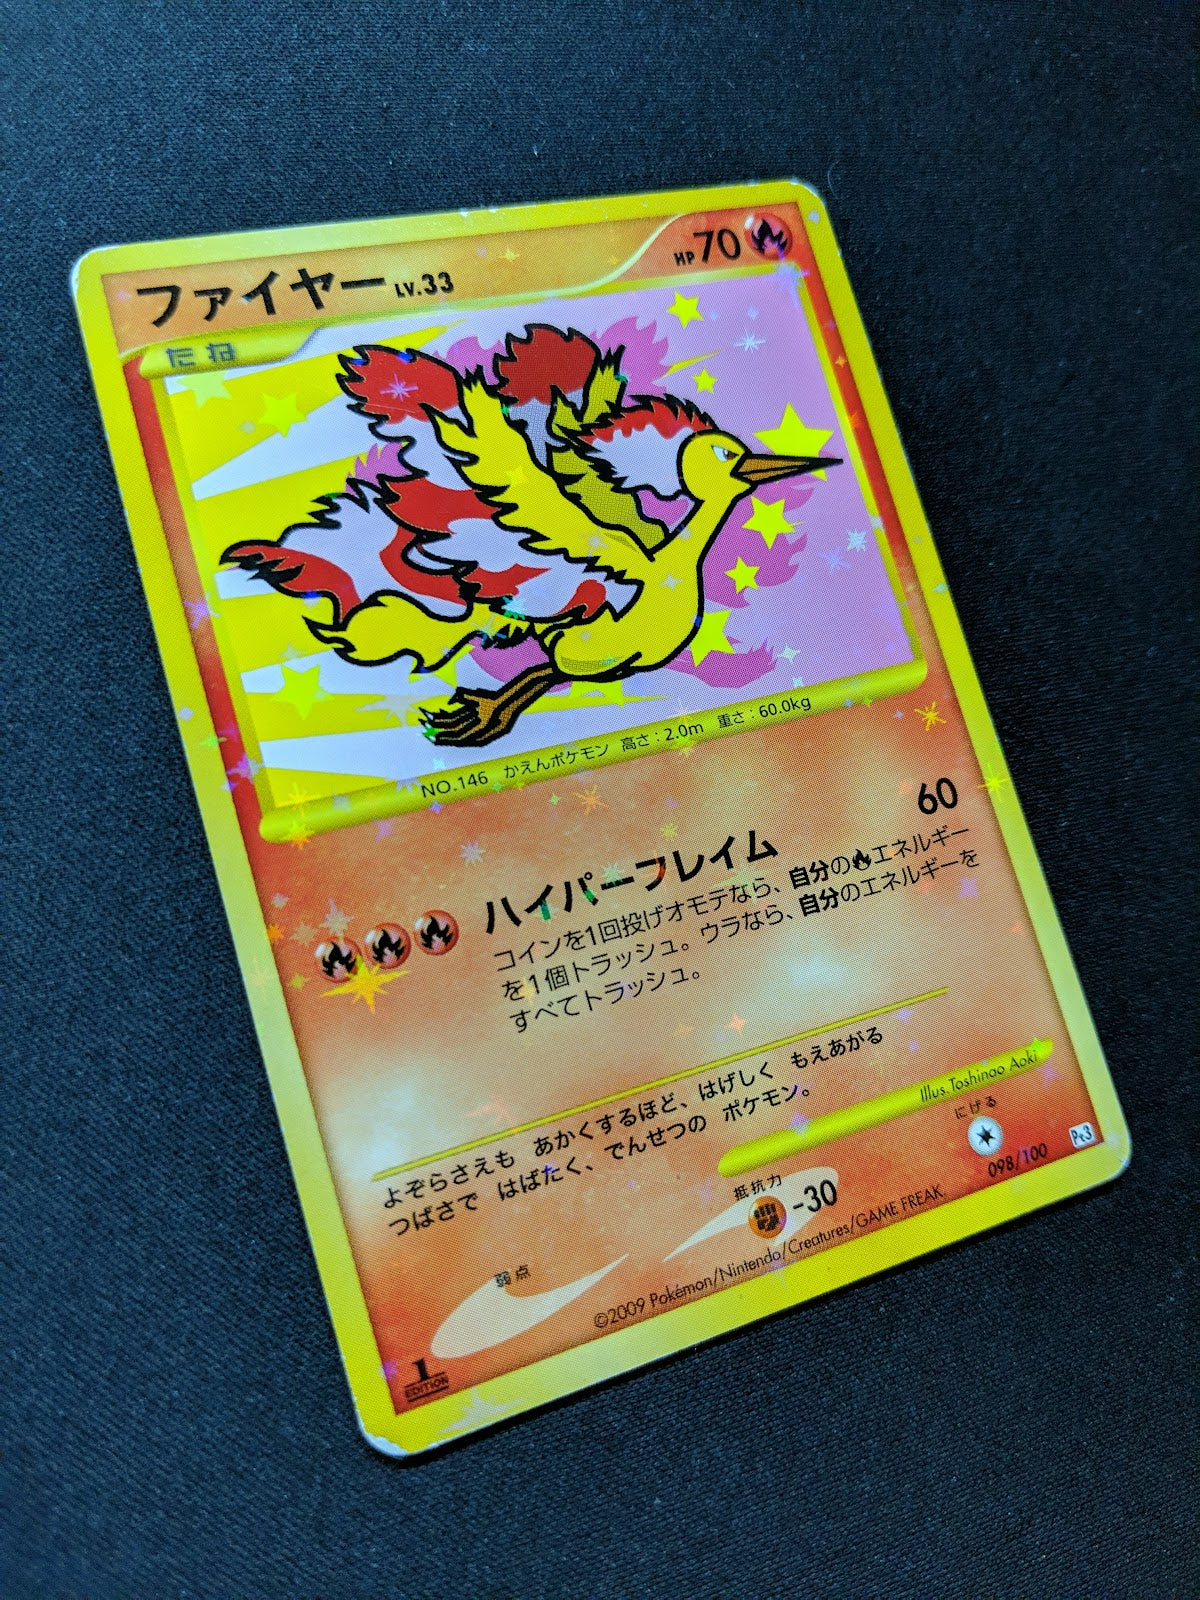 ファイヤー LV.33
HP 70
たね
NO.146 かえんポケモン 高さ : 2.0m 重さ : 60.0kg
ハイパーフレイム 60
コインを1回投げオモテなら、自分のエネルギー
を1個トラッシュ。ウラなら、自分のエネルギーを
すべてトラッシュ。
よぞらさえも あかくするほど、はげしく もえあがる
つばさで はばたく、でんせつの ポケモン。
Illus.Toshinao Aoki
弱点
抵抗力
-30
にげる
098/100
Pt3
©2009 Pokémon/Nintendo/Creatures/GAME FREAK.
1
EDITION